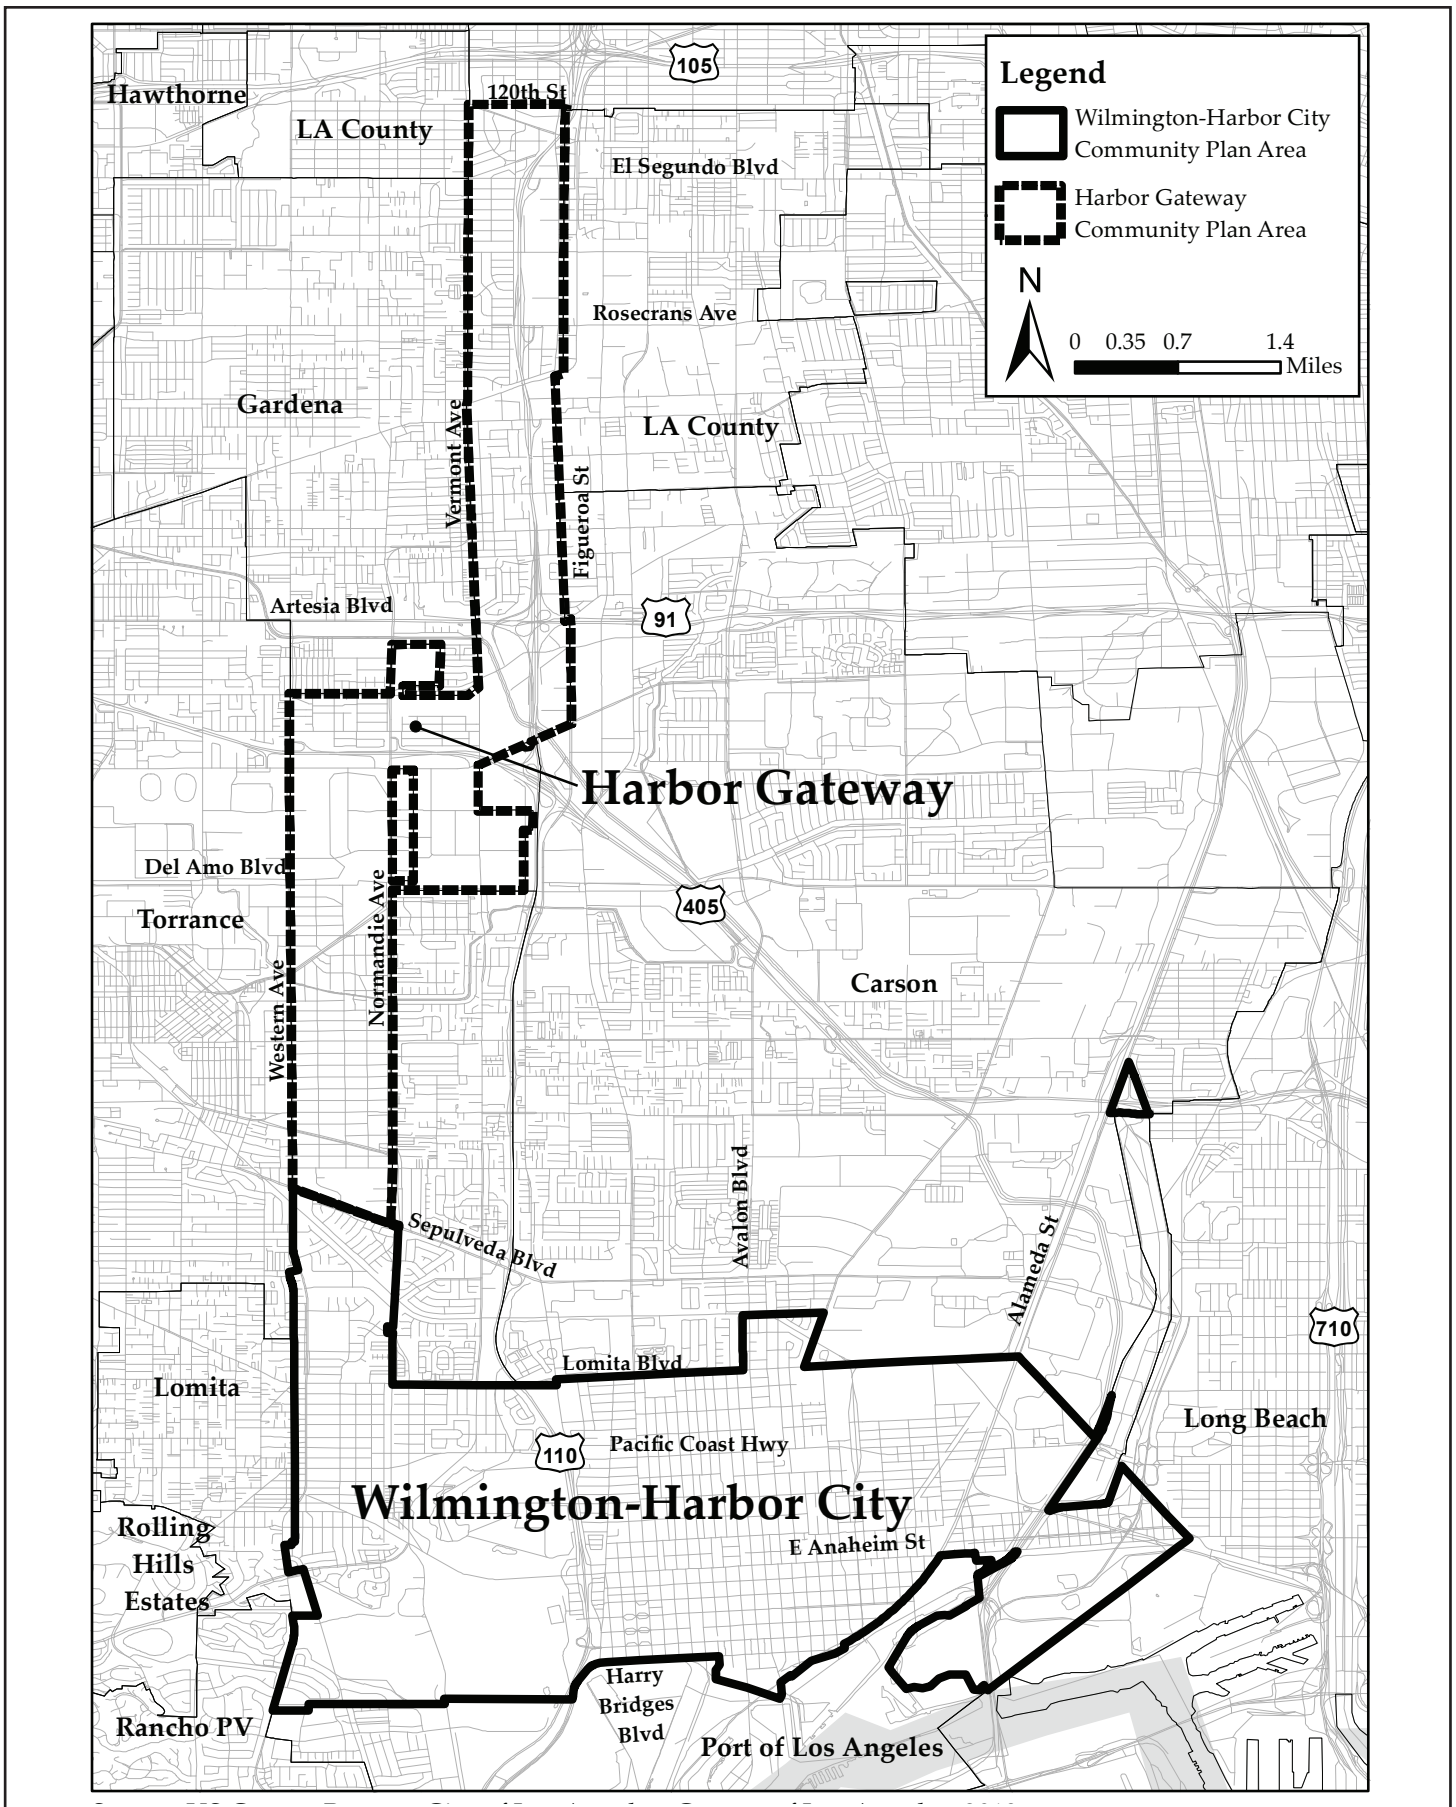 105
Legend
Hawthorne
120th St
Wilmington-Harbor City
Community Plan Area
LA County
El Segundo Blvd
Harbor Gateway
Community Plan Area
N
Rosecrans Ave
0 0.35 0.7 1.4
Miles
Gardena
Vermont Ave
LA County
Figueroa St
Artesia Blvd
91
Harbor Gateway
Del Amo Blvd
Normandie Ave
405
Torrance
Western Ave
Carson
Avalon Blvd
Sepulveda Blvd
Alameda St
710
Lomita Blvd
Lomita
Long Beach
110
Pacific Coast Hwy
Wilmington-Harbor City
Rolling
Hills
Estates
E Anaheim St
Harry
Bridges
Blvd
Rancho PV
Port of Los Angeles